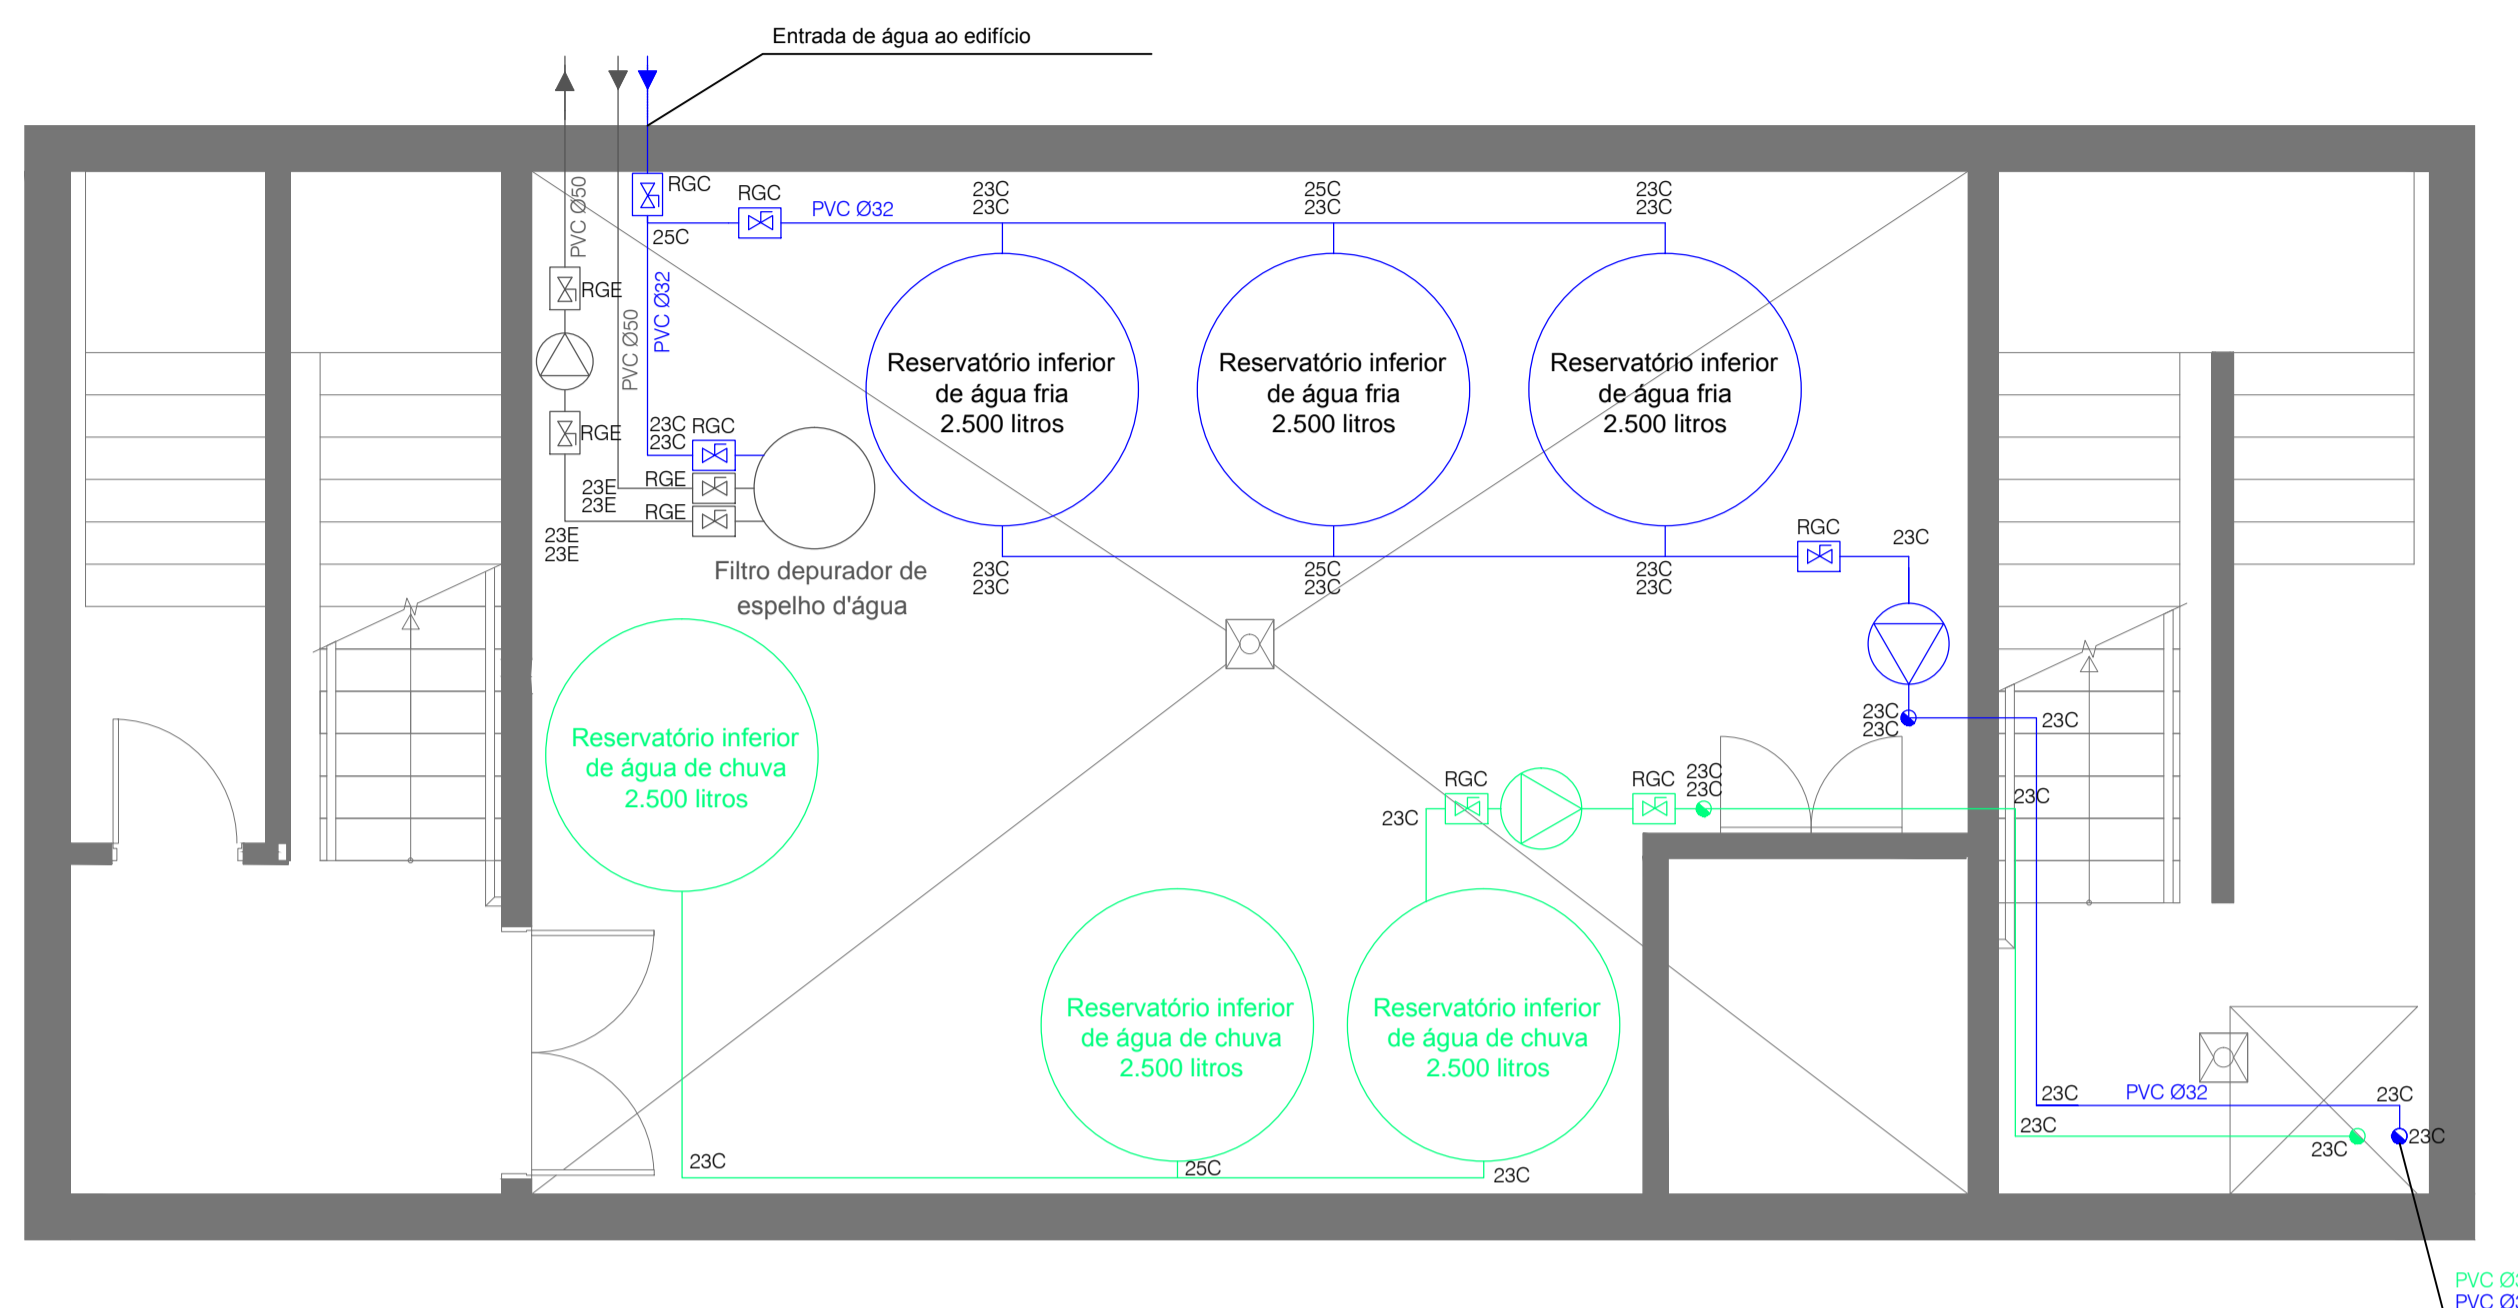 Entrada de água ao edifício
RGC
RGC
PVC Ø32
23C
23C
25C
23C
23C
23C
PVC Ø50
25C
RGE
PVC Ø32
PVC Ø50
Reservatório inferior
de água fria
2.500 litros
Reservatório inferior
de água fria
2.500 litros
Reservatório inferior
de água fria
2.500 litros
RGE
23C
23C
RGC
RGE
23E
23E
RGE
23E
23E
RGC
23C
Filtro depurador de
espelho d'água
23C
23C
25C
23C
23C
23C
23C
23C
23C
Reservatório inferior
de água de chuva
2.500 litros
RGC
RGC
23C
23C
23C
23C
Reservatório inferior
de água de chuva
2.500 litros
Reservatório inferior
de água de chuva
2.500 litros
23C
PVC Ø32
23C
23C
23C
23C
23C
25C
23C
PVC Ø
PVC Ø